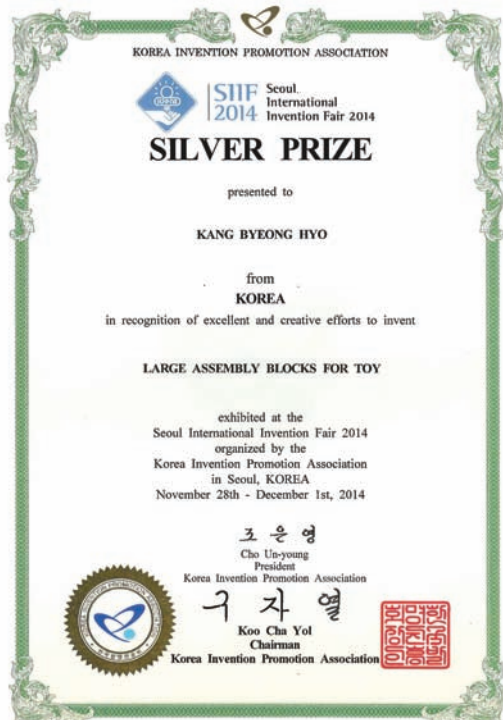 KOREA INVENTION PROMOTION ASSOCIATION
SIIF 2014
Seoul
International
Invention Fair 2014
SILVER PRIZE
presented to
KANG BYEONG HYO
from
KOREA
in recognition of excellent and creative efforts to invent
LARGE ASSEMBLY BLOCKS FOR TOY
exhibited at the
Seoul International Invention Fair 2014
organized by the
Korea Invention Promotion Association
in Seoul, KOREA
November 28th - December 1st, 2014
조은영
Cho Un-young
President
Korea Invention Promotion Association
구자열
Koo Cha Yol
Chairman
Korea Invention Promotion Association